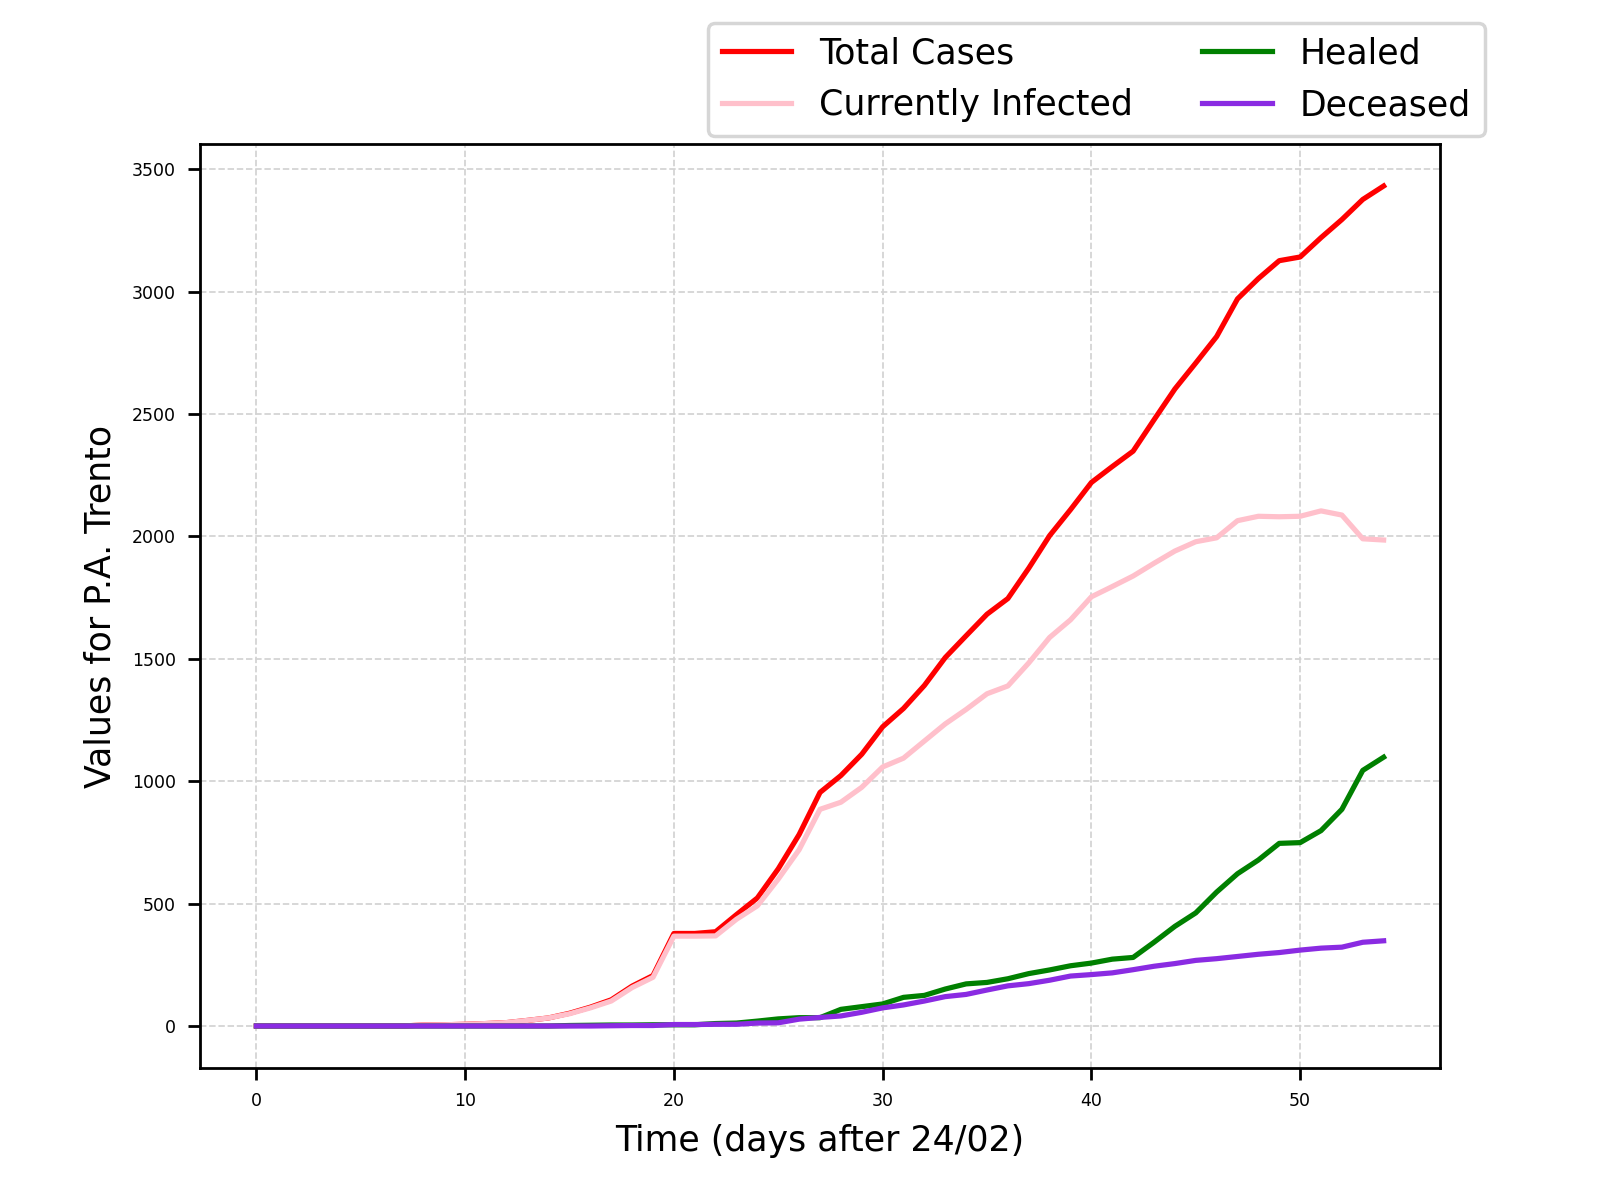 Total Cases
Currently Infected
Healed
Deceased
3500
3000
2500
2000
1500
1000
500
0
Values for P.A. Trento
0 10 20 30 40 50
Time (days after 24/02)